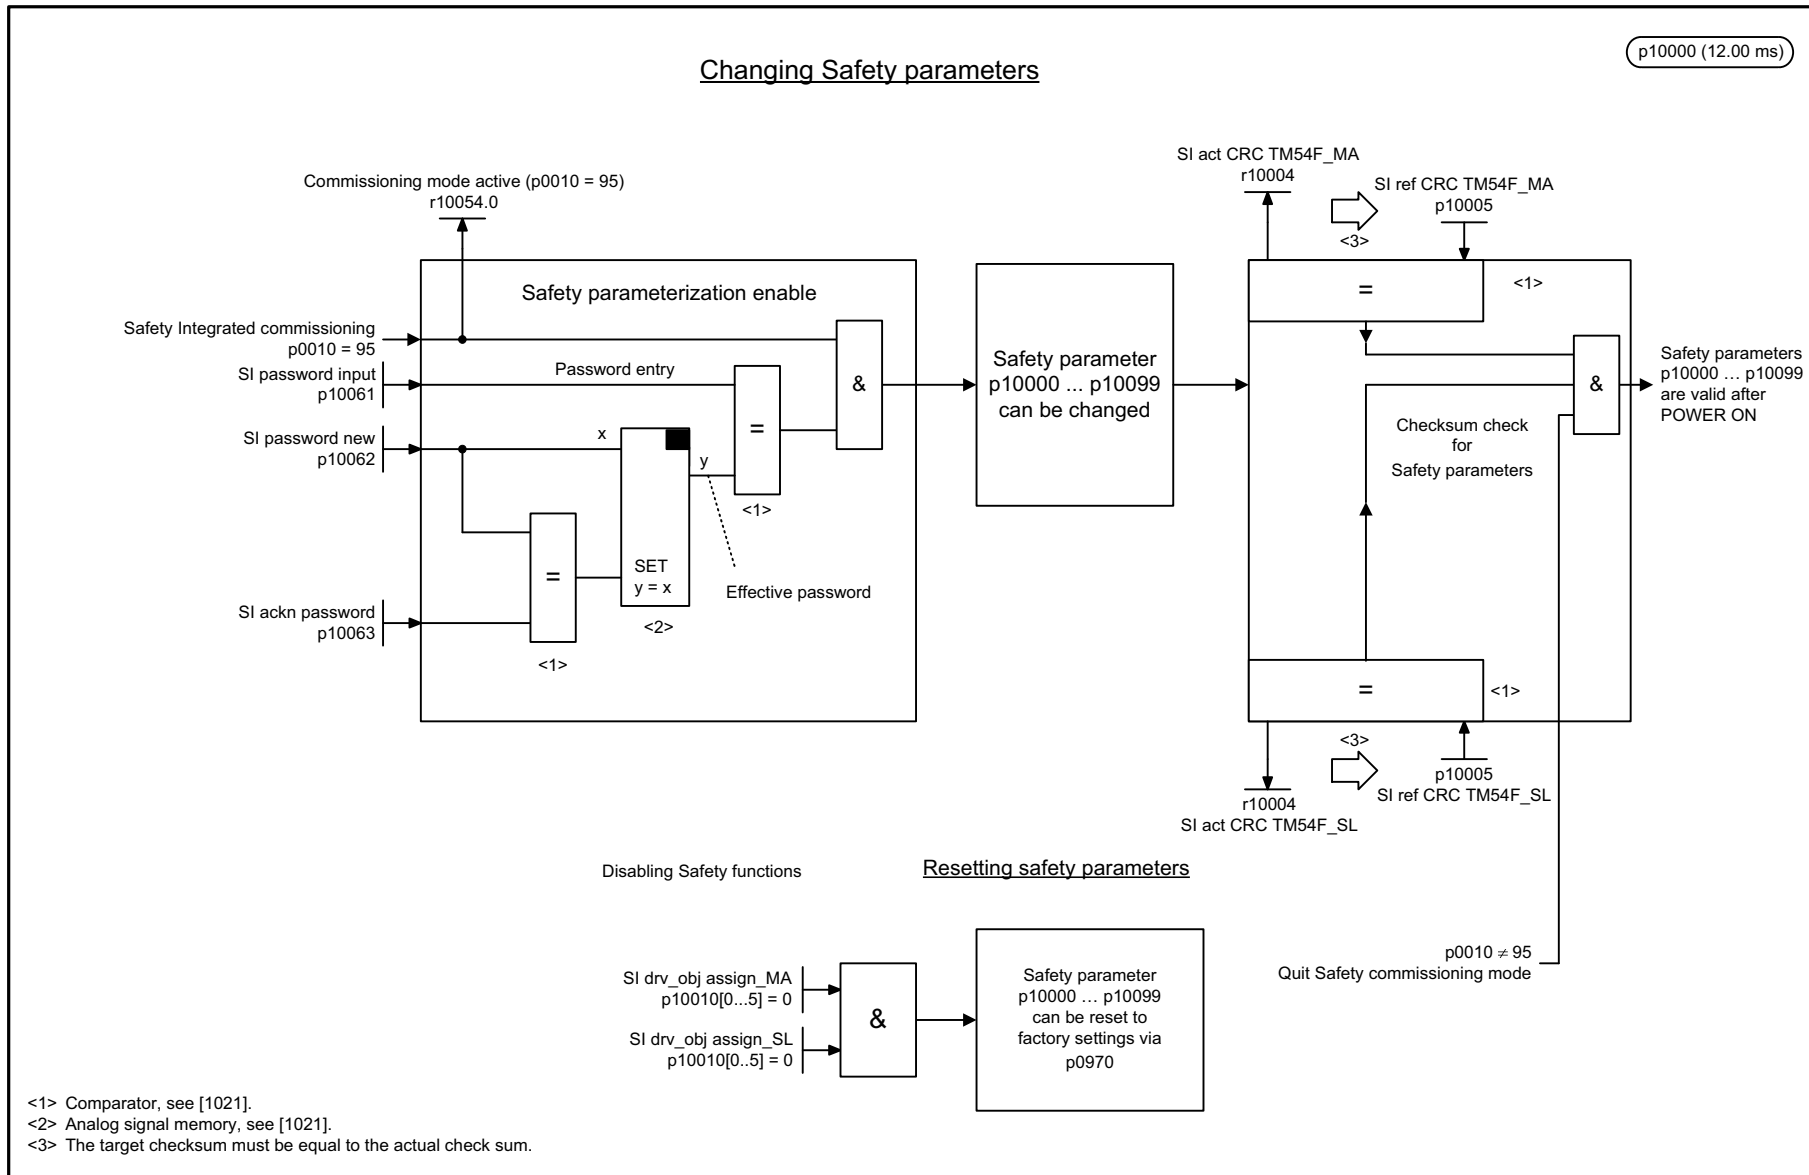 p10000 (12.00 ms)
Changing Safety parameters
SI act CRC TM54F_MA
r10004
SI ref CRC TM54F_MA
p10005
<3>
Commissioning mode active (p0010 = 95)
r10054.0
Safety parameterization enable
Safety Integrated commissioning
p0010 = 95
SI password input
p10061
Password entry
SI password new
p10062
x
y
=
<1>
&
SET
y = x
<2>
Effective password
=
<1>
SI ackn password
p10063
Safety parameter
p10000 ... p10099
can be changed
=
<1>
&
Safety parameters
p10000 ... p10099
are valid after
POWER ON
Checksum check
for
Safety parameters
=
<1>
<3>
r10004
SI act CRC TM54F_SL
p10005
SI ref CRC TM54F_SL
Disabling Safety functions
Resetting safety parameters
p0010 ≠ 95
Quit Safety commissioning mode
SI drv_obj assign_MA
p10010[0...5] = 0
SI drv_obj assign_SL
p10010[0..5] = 0
&
Safety parameter
p10000 ... p10099
can be reset to
factory settings via
p0970
<1> Comparator, see [1021].
<2> Analog signal memory, see [1021].
<3> The target checksum must be equal to the actual check sum.